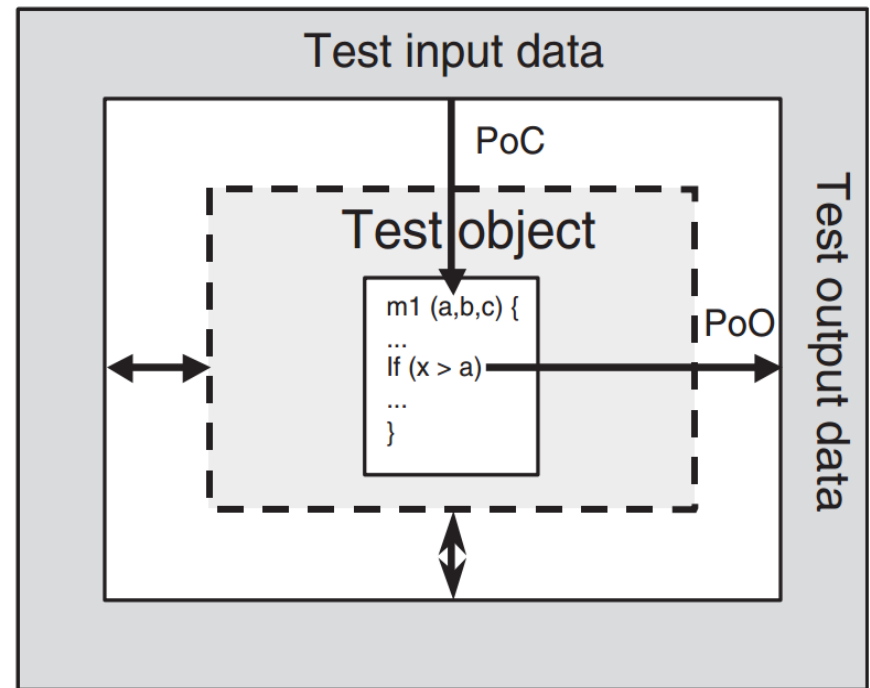 Test input data
PoC
Test object
m1 (a,b,c) {
...
If (x > a)
...
}
PoO
Test output data